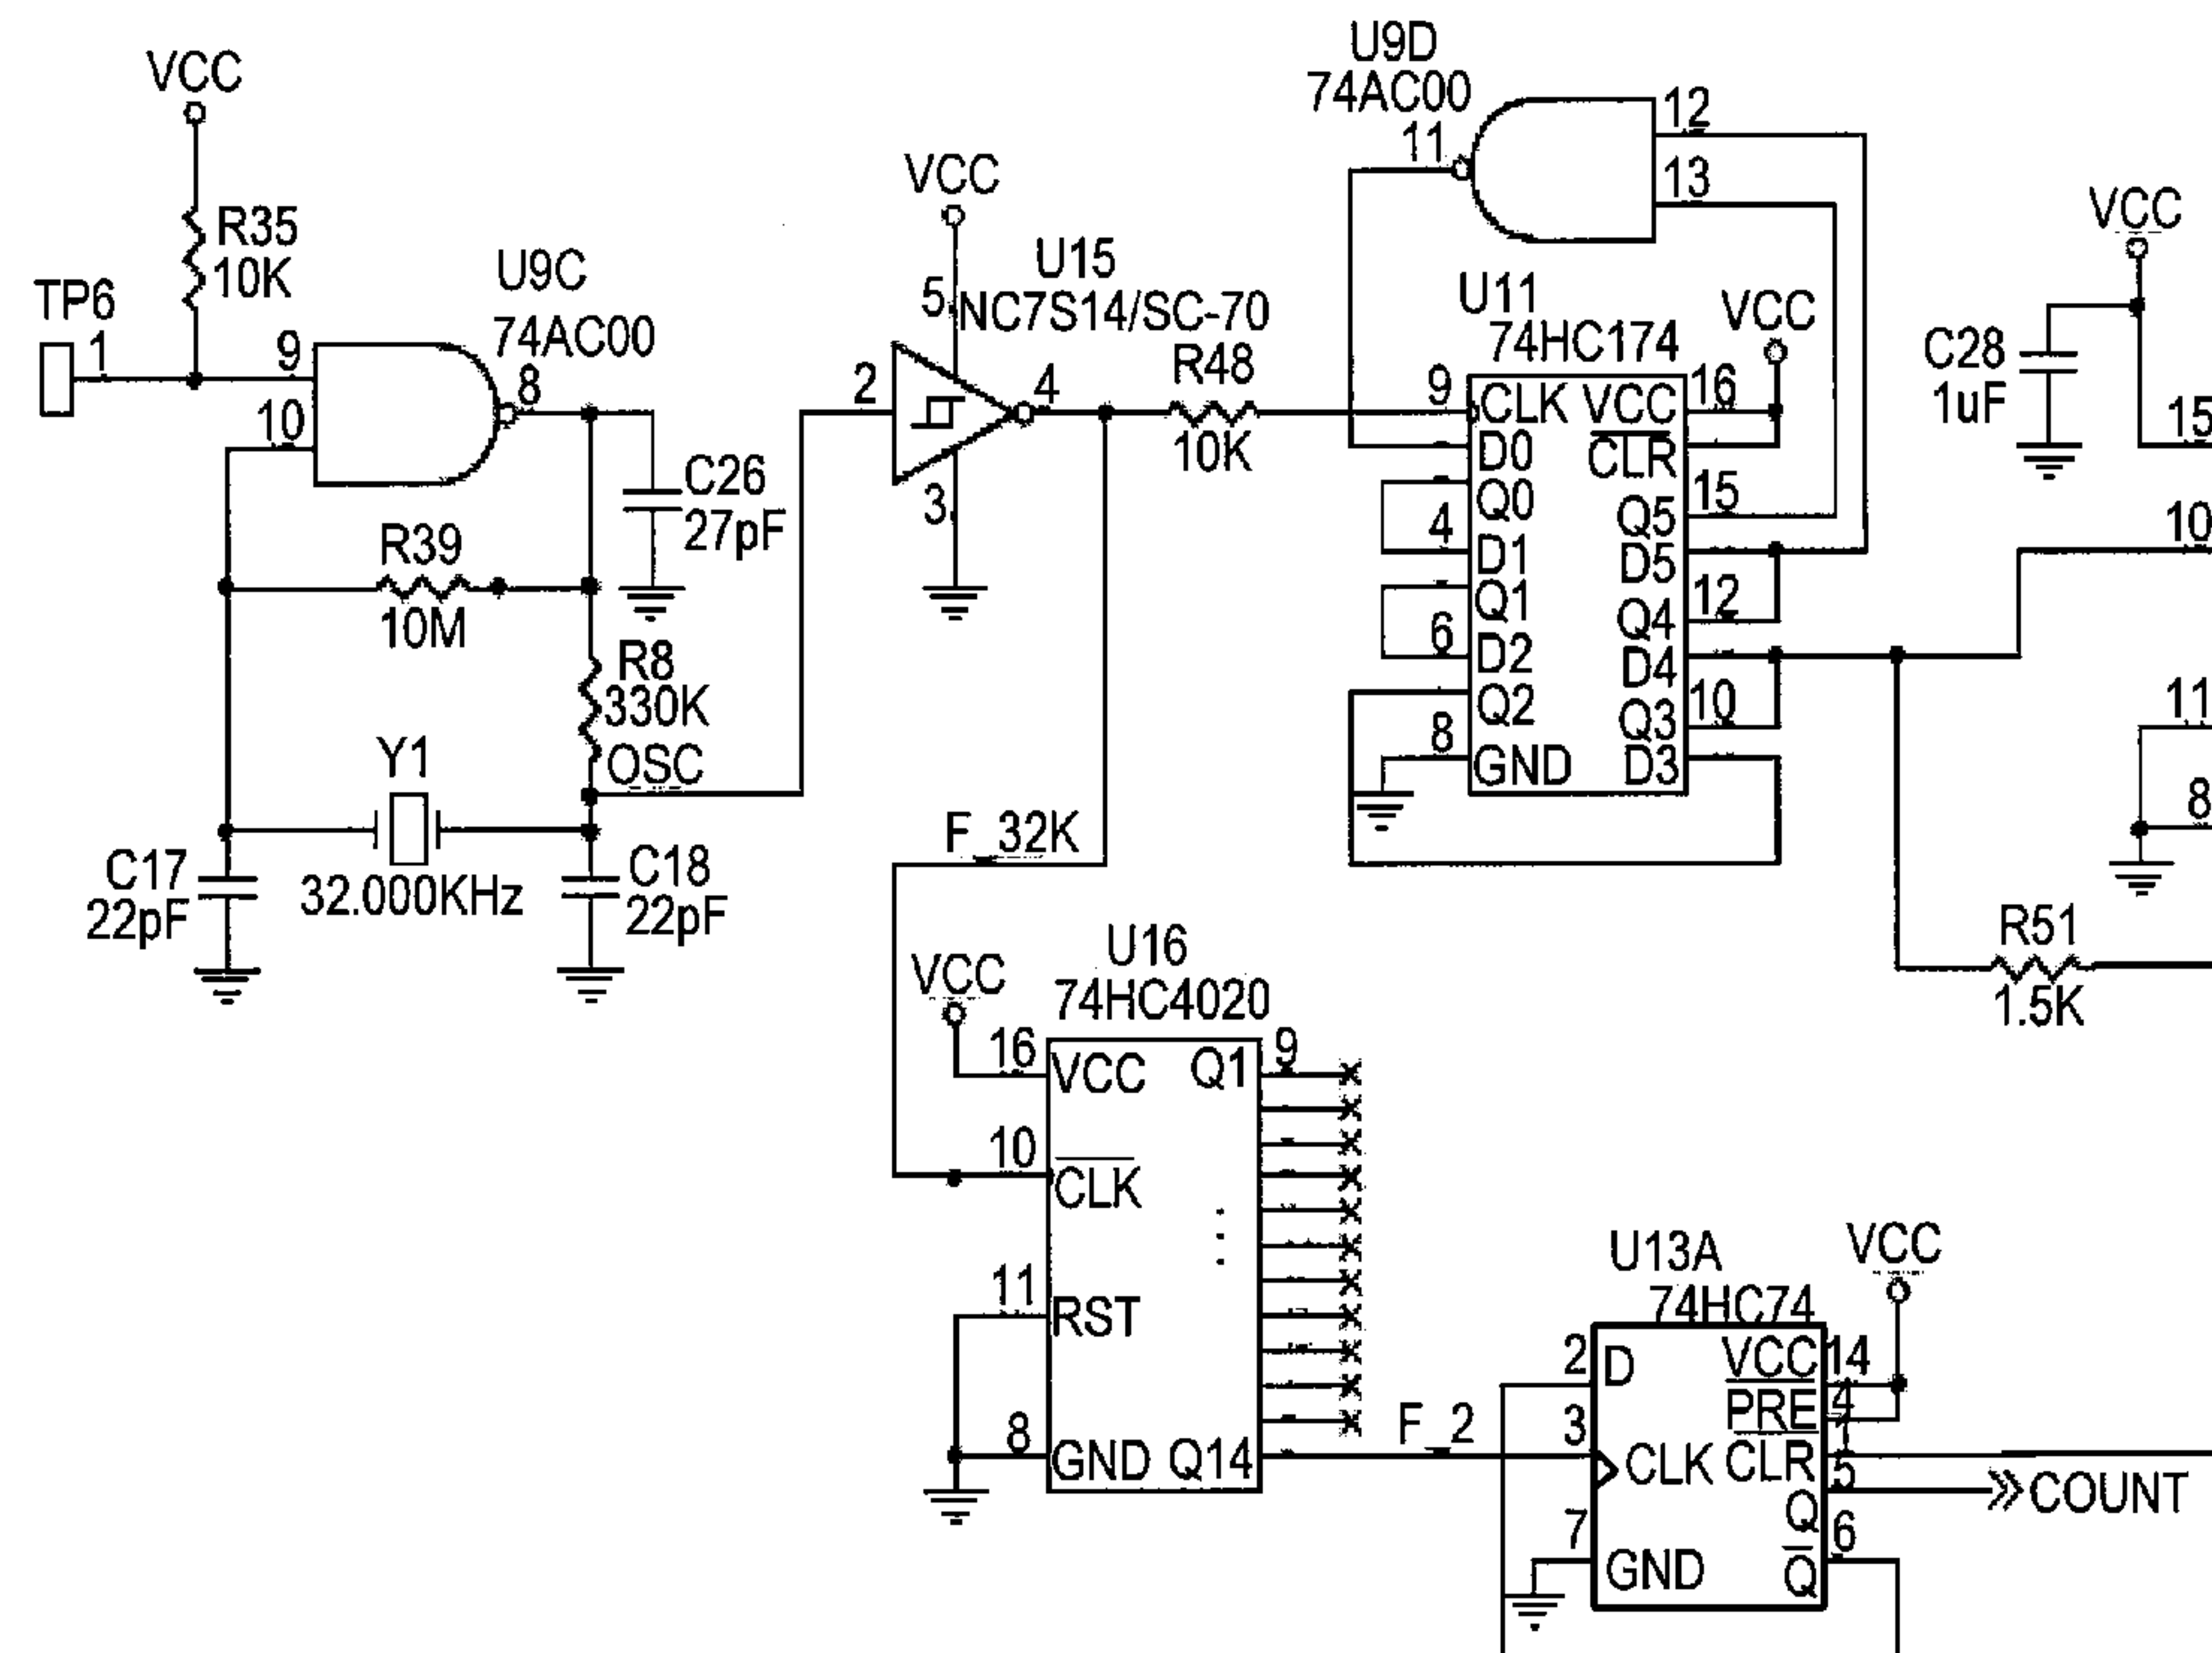 U9D
74AC00
11
12
13
VCC
R35
10K
TP6
1
9
10
U9C
74AC00
8
C26
27pF
R39
10M
R8
330K
OSC
Y1
32.000KHz
C17
22pF
C18
22pF
VCC
5
U15
NC7S14/SC-70
2
4
3
R48
10K
F_32K
U11
74HC174
VCC
9
CLK VCC
16
D0
CLR
Q0
15
Q5
4
D1
D5
Q1
12
Q4
6
D2
D4
Q2
10
Q3
8
GND
D3
VCC
C28
1uF
15
10
11
8
R51
1.5K
U16
74HC4020
VCC
16
VCC
Q1
9
10
CLK
11
RST
8
GND
Q14
F_2
U13A
74HC74
VCC
2
D
VCC
14
PRE
4
3
CLK
CLR
1
5
Q
COUNT
7
GND
6
Q